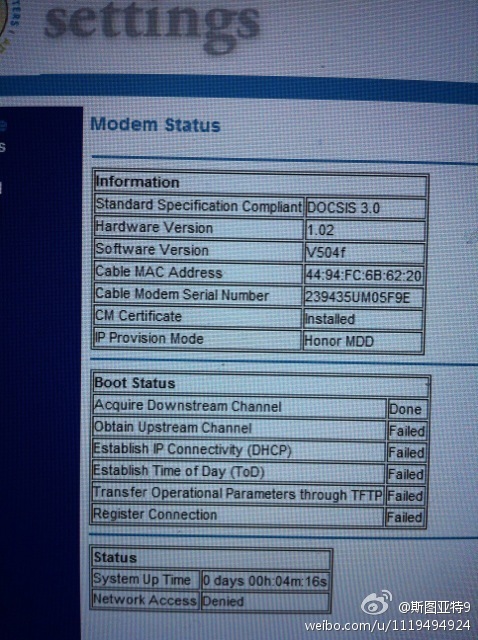 settings
Modem Status
Information
Standard Specification Compliant DOCSIS 3.0
Hardware Version 1.02
Software Version V504f
Cable MAC Address 44:94:FC:6B:62:20
Cable Modem Serial Number 239435UM05F9E
CM Certificate Installed
IP Provision Mode Honor MDD
Boot Status
Acquire Downstream Channel Done
Obtain Upstream Channel Failed
Establish IP Connectivity (DHCP) Failed
Establish Time of Day (ToD) Failed
Transfer Operational Parameters through TFTP Failed
Register Connection Failed
Status
System Up Time 0 days 00h:04m:16s
Network Access Denied
@斯图亚特9
weibo.com/u/1119494924